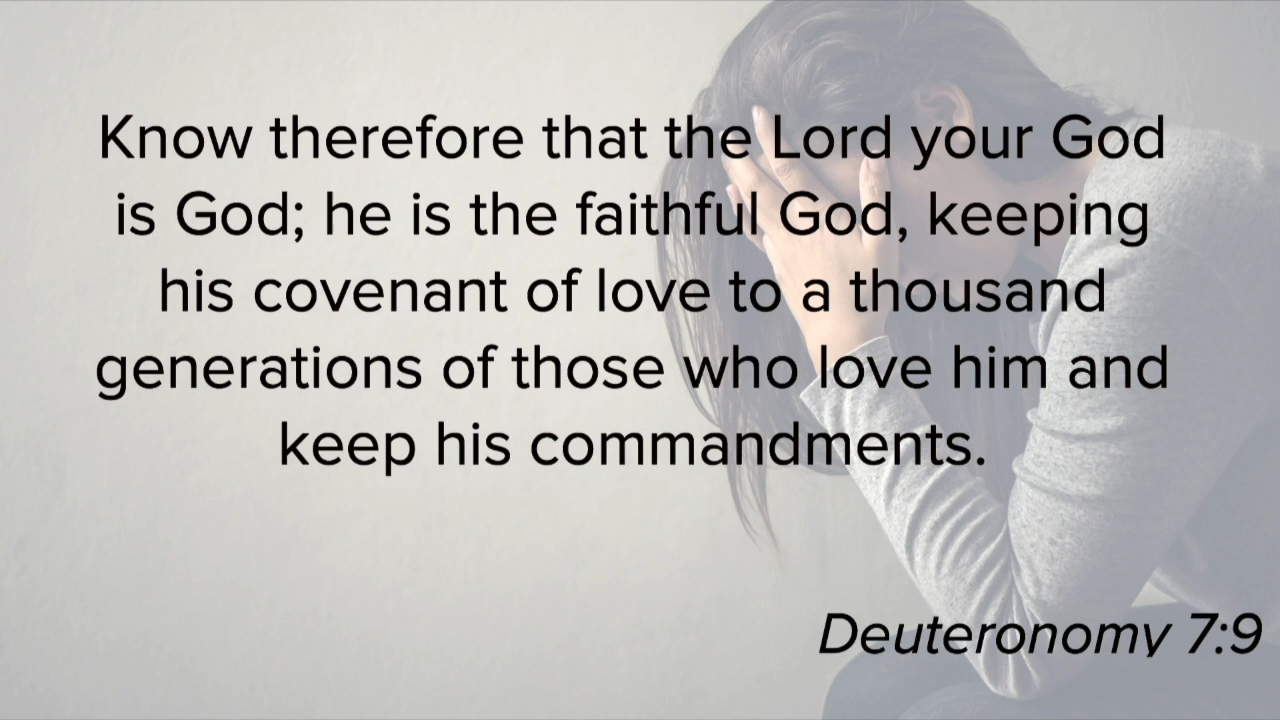 Know therefore that the Lord your God
is God; he is the faithful God, keeping
his covenant of love to a thousand
generations of those who love him and
keep his commandments.
Deuteronomy 7:9